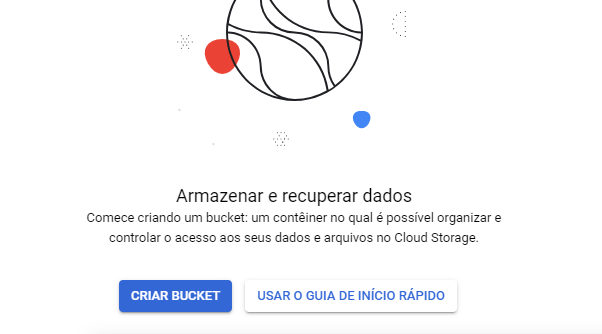 Armazenar e recuperar dados
Comece criando um bucket: um contêiner no qual é possível organizar e
controlar o acesso aos seus dados e arquivos no Cloud Storage.
CRIAR BUCKET
USAR O GUIA DE INÍCIO RÁPIDO